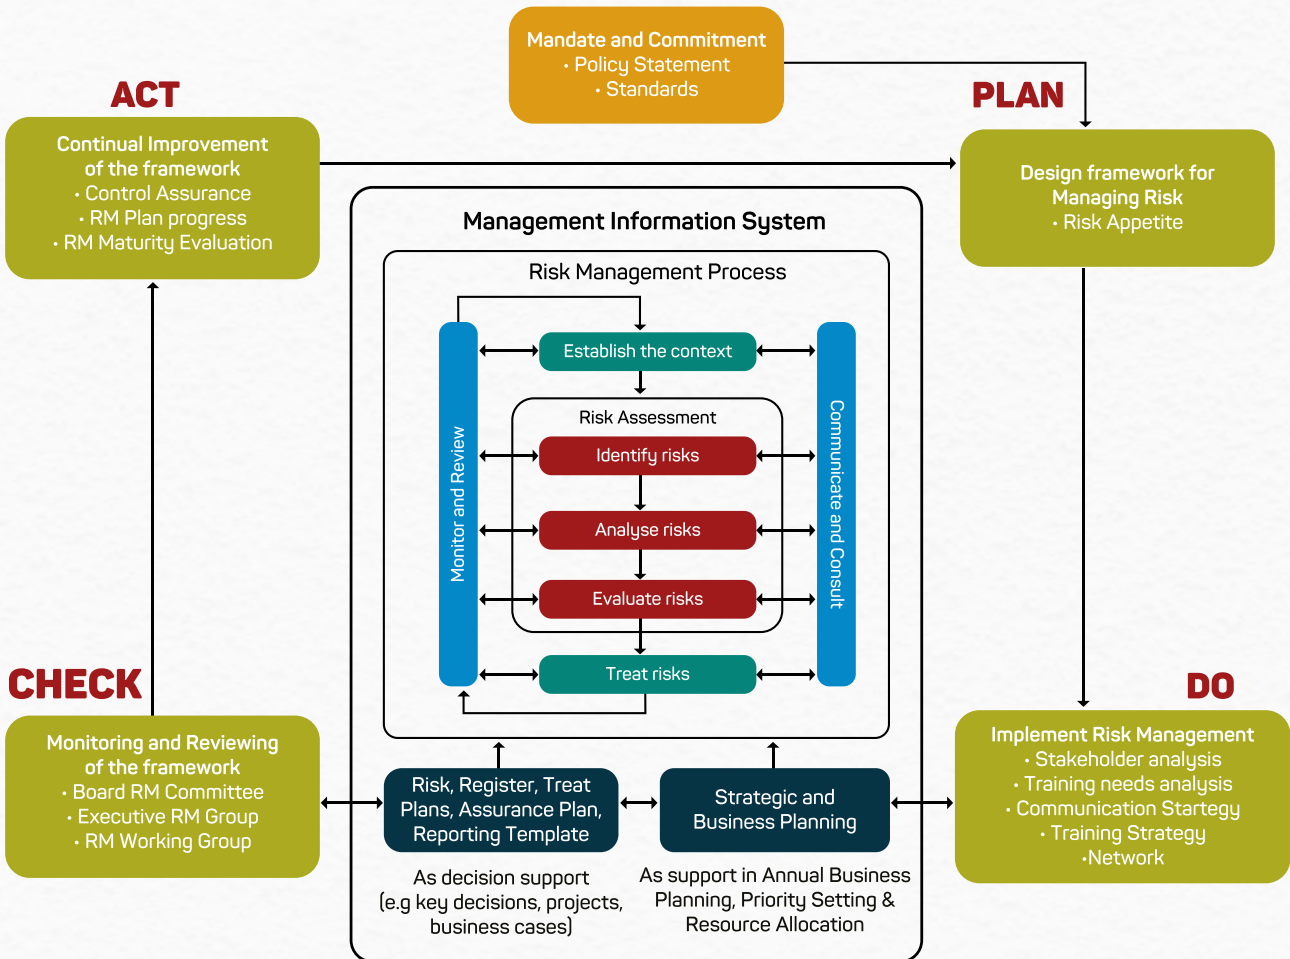 Mandate and Commitment
• Policy Statement
• Standards
ACT
PLAN
Continual Improvement
of the framework
• Control Assurance
• RM Plan progress
• RM Maturity Evaluation
Design framework for
Managing Risk
• Risk Appetite
Management Information System
Risk Management Process
Establish the context
Risk Assessment
Identify risks
Analyse risks
Evaluate risks
Treat risks
Monitor and Review
Communicate and Consult
CHECK
DO
Monitoring and Reviewing
of the framework
• Board RM Committee
• Executive RM Group
• RM Working Group
Risk, Register, Treat
Plans, Assurance Plan,
Reporting Template
Strategic and
Business Planning
Implement Risk Management
• Stakeholder analysis
• Training needs analysis
• Communication Startegy
• Training Strategy
•Network
As decision support
(e.g key decisions, projects,
business cases)
As support in Annual Business
Planning, Priority Setting &
Resource Allocation